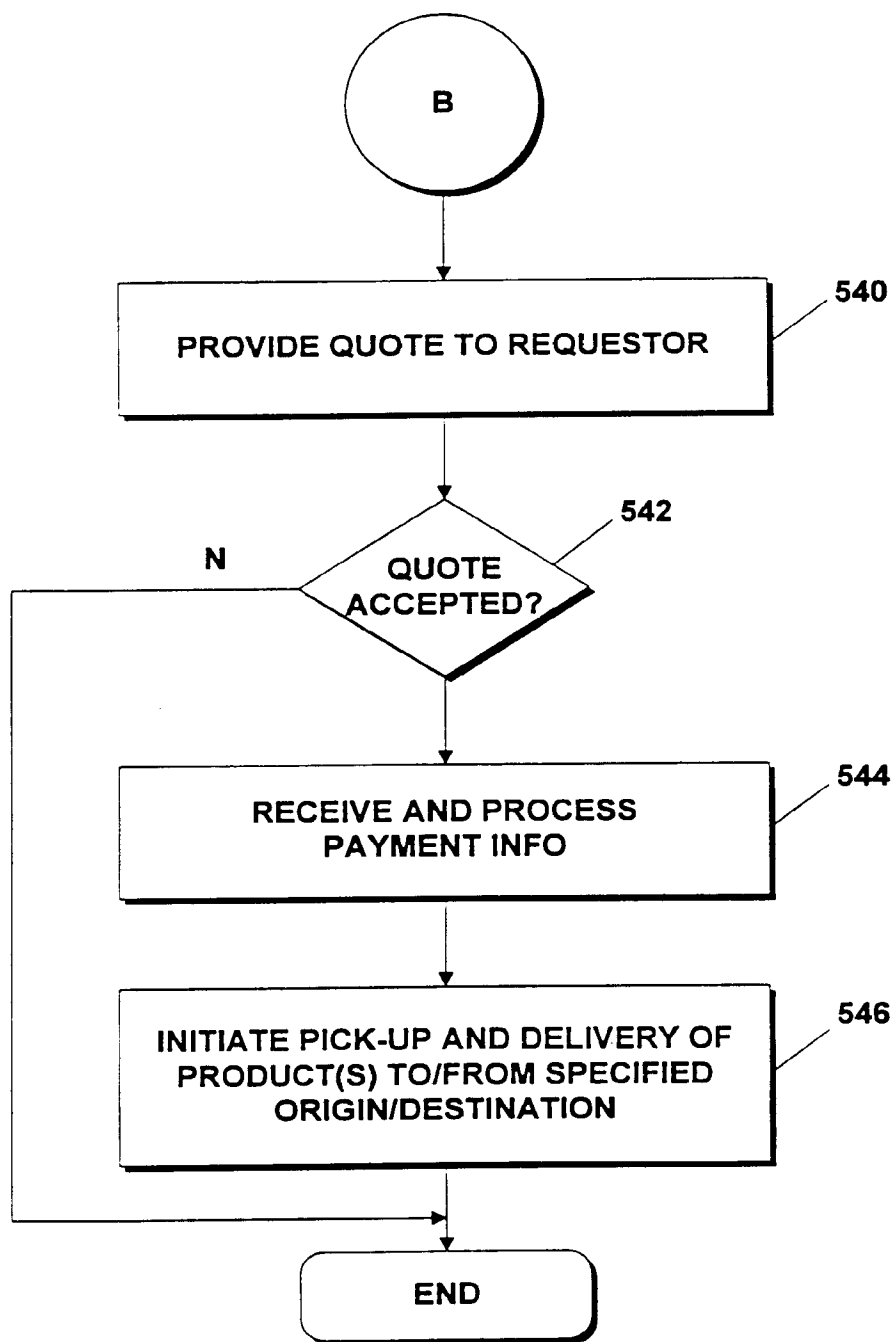 B
540
PROVIDE QUOTE TO REQUESTOR
542
N
QUOTE
ACCEPTED?
544
RECEIVE AND PROCESS
PAYMENT INFO
546
INITIATE PICK-UP AND DELIVERY OF
PRODUCT(S) TO/FROM SPECIFIED
ORIGIN/DESTINATION
END